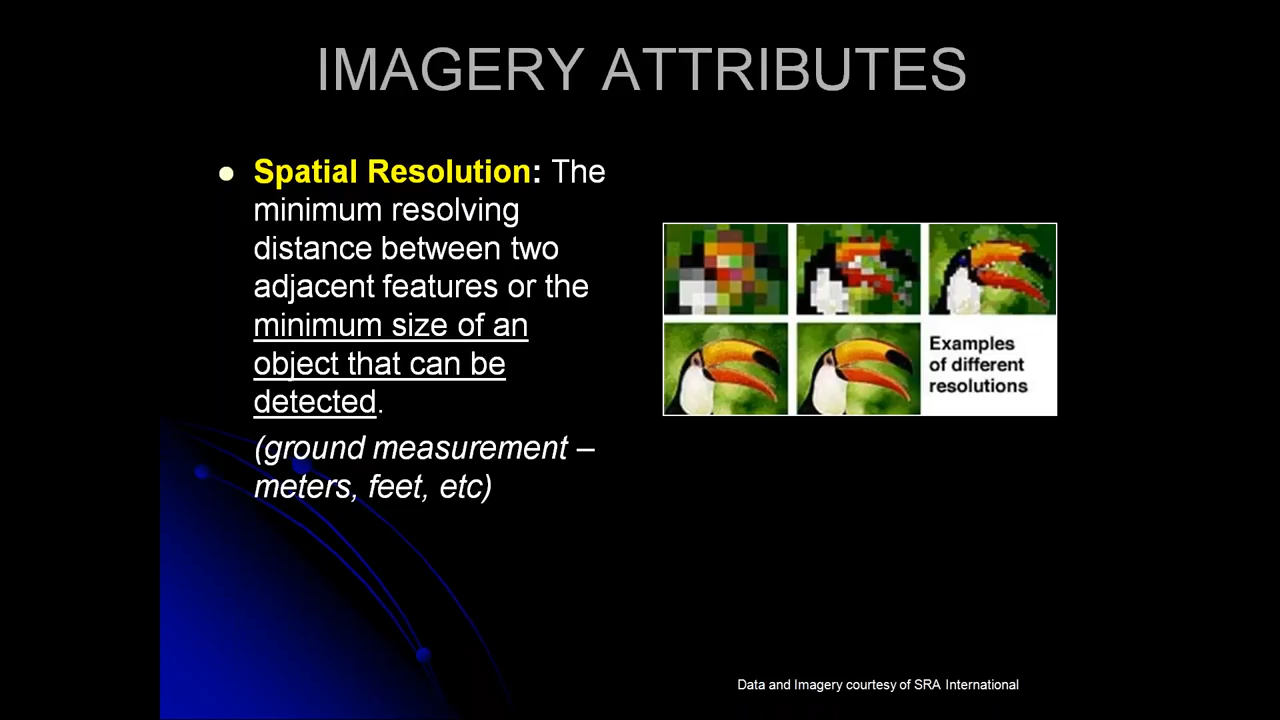 IMAGERY ATTRIBUTES
Spatial Resolution: The
minimum resolving
distance between two
adjacent features or the
minimum size of an
object that can be
detected.
(ground measurement –
meters, feet, etc)
Examples
of different
resolutions
Data and Imagery courtesy of SRA International